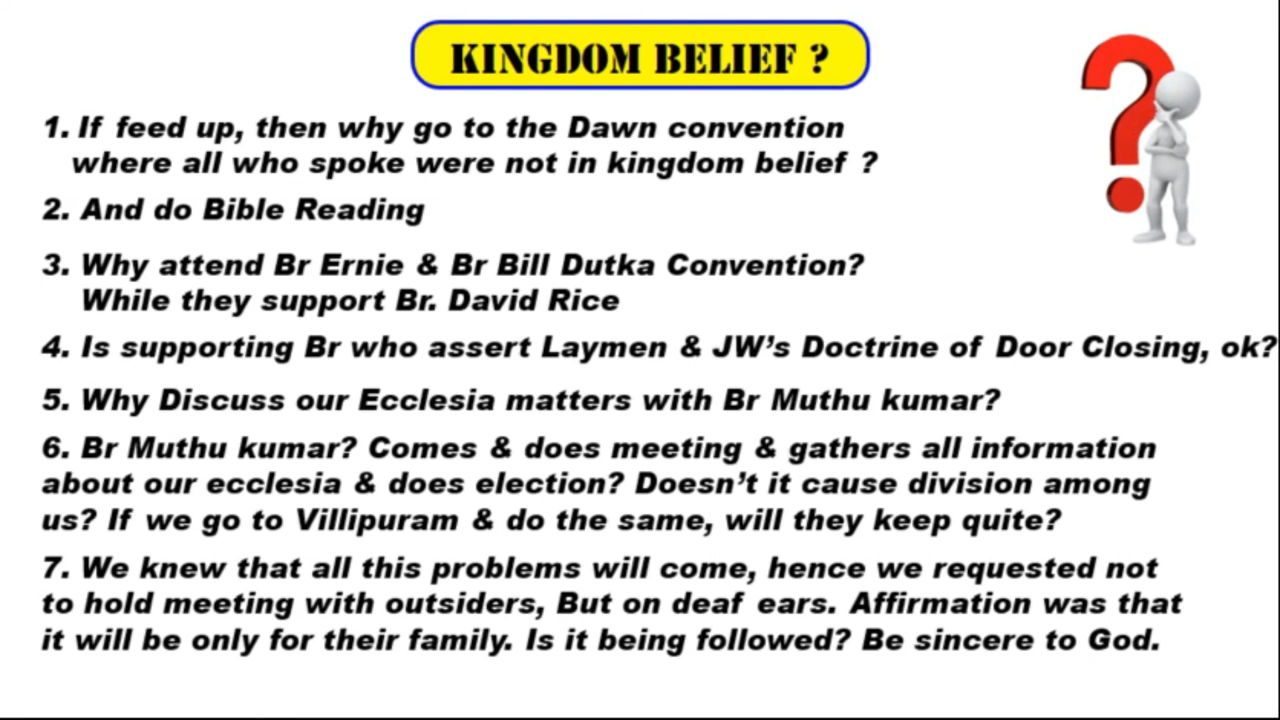 KINGDOM BELIEF ?
1. If feed up, then why go to the Dawn convention
where all who spoke were not in kingdom belief ?
2. And do Bible Reading
3. Why attend Br Ernie & Br Bill Dutka Convention?
While they support Br. David Rice
4. Is supporting Br who assert Laymen & JW's Doctrine of Door Closing, ok?
5. Why Discuss our Ecclesia matters with Br Muthu kumar?
6. Br Muthu kumar? Comes & does meeting & gathers all information
about our ecclesia & does election? Doesn't it cause division among
us? If we go to Villipuram & do the same, will they keep quite?
7. We knew that all this problems will come, hence we requested not
to hold meeting with outsiders, But on deaf ears. Affirmation was that
it will be only for their family. Is it being followed? Be sincere to God.